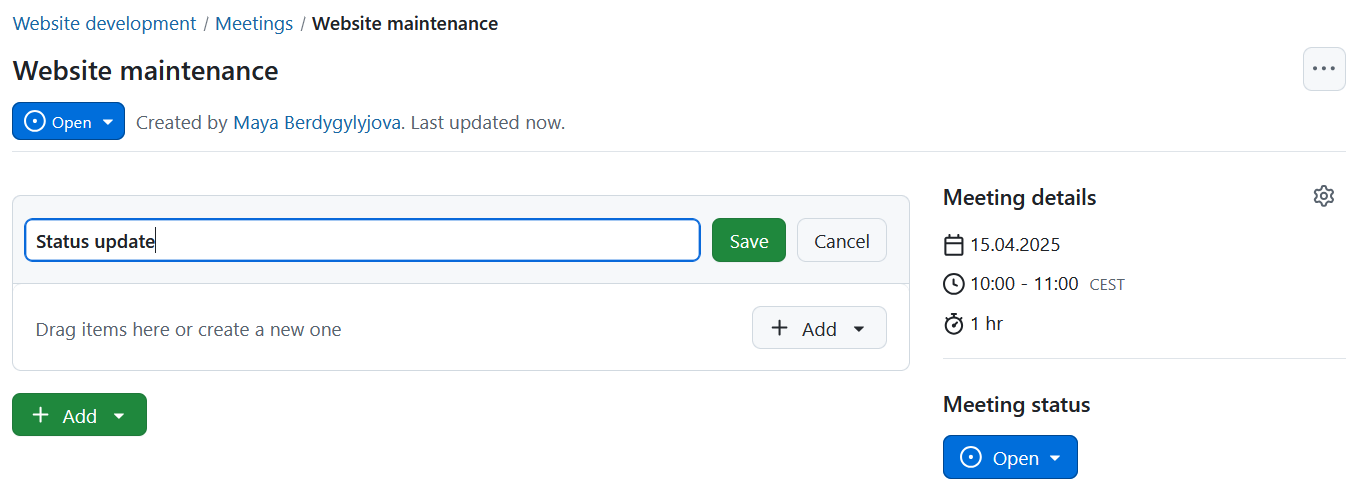 Website development / Meetings / Website maintenance
Website maintenance
Open Created by Maya Berdygylyjova. Last updated now.
Status update Save Cancel
Drag items here or create a new one Add
Add
Meeting details
15.04.2025
10:00 - 11:00 CEST
1 hr
Meeting status
Open